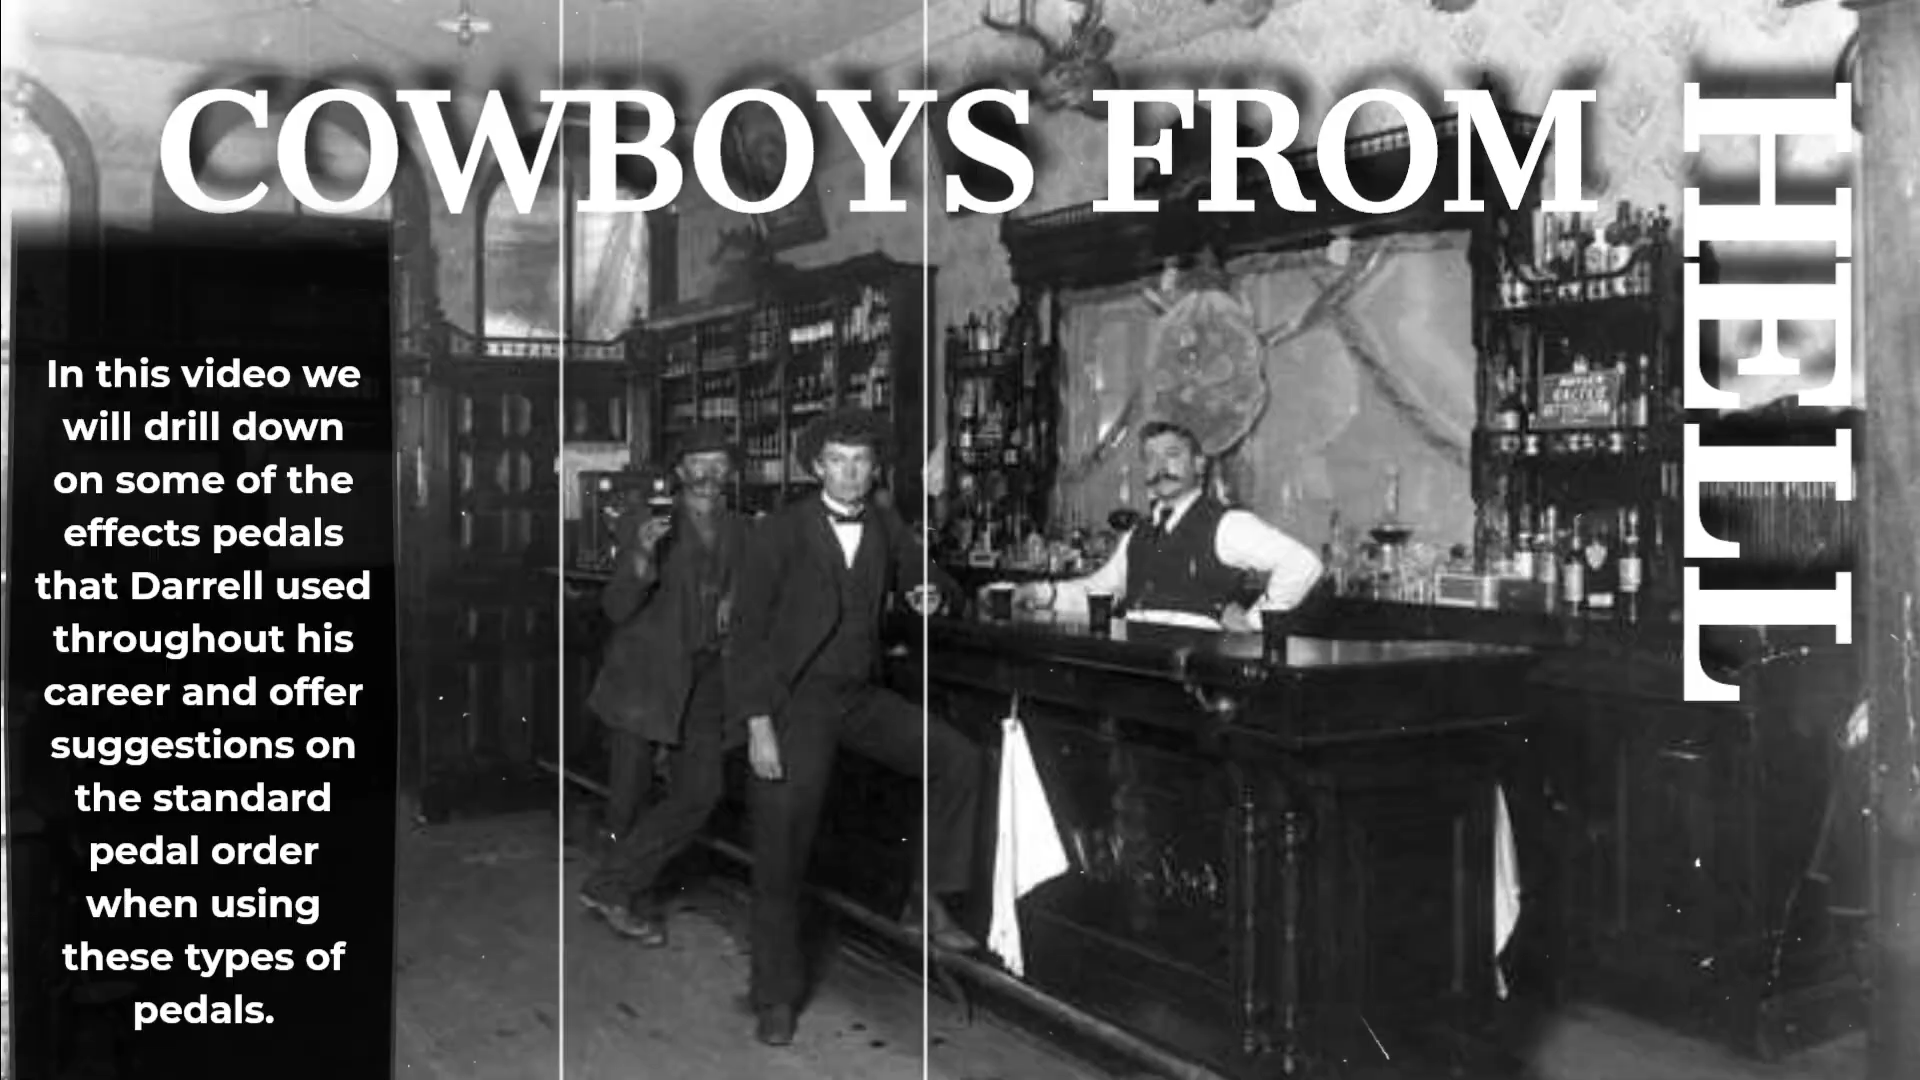 COWBOYS FROM
HELL
In this video we
will drill down
on some of the
effects pedals
that Darrell used
throughout his
career and offer
suggestions on
the standard
pedal order
when using
these types of
pedals.